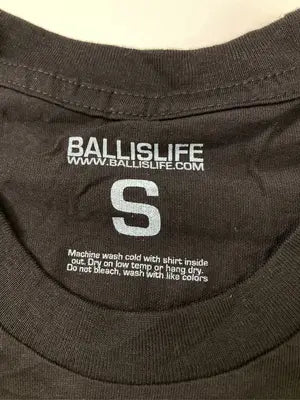 BALLISLIFE
WWW.BALLISLIFE.COM
S
Machine wash cold with shirt inside
out. Dry on low temp or hang dry.
Do not bleach, wash with like colors